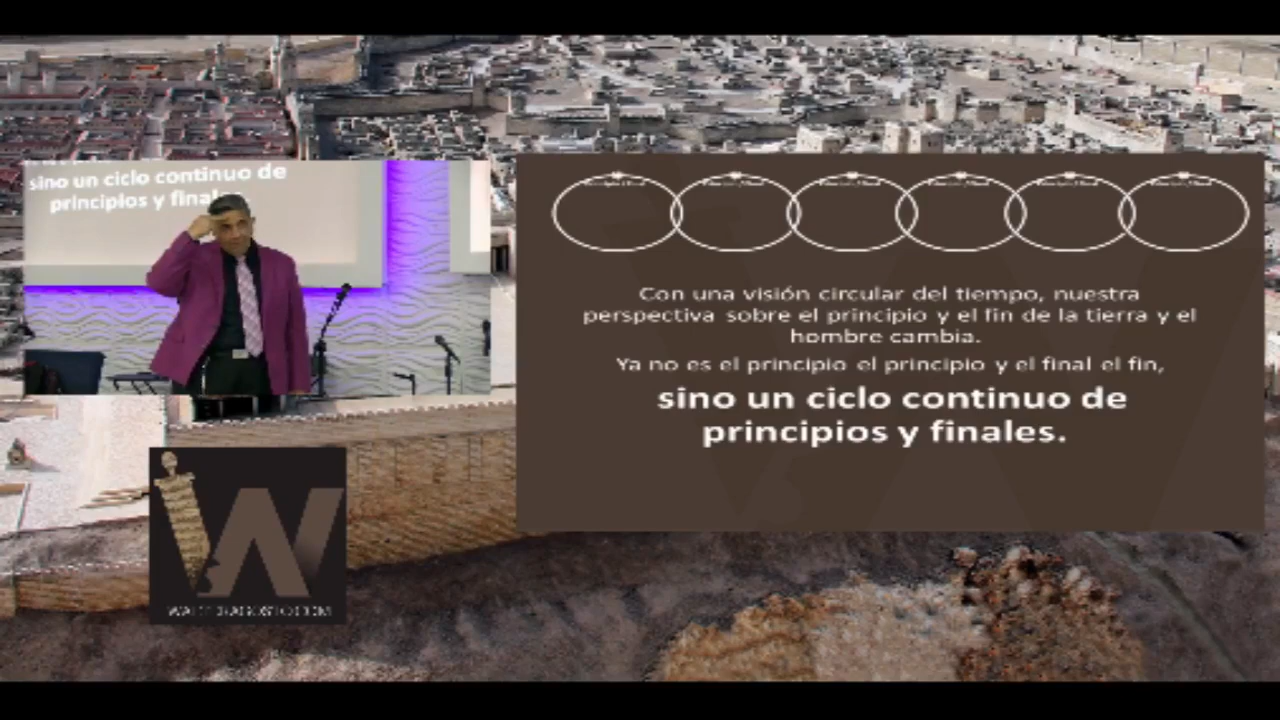 sino un ciclo continuo de
principios y
Con una visión circular del tiempo, nuestra
perspectiva sobre el principio y el fin de la tierra y el
hombre cambia.
Ya no es el principio el principio y el final el fin,
sino un ciclo continuo de
principios y finales.